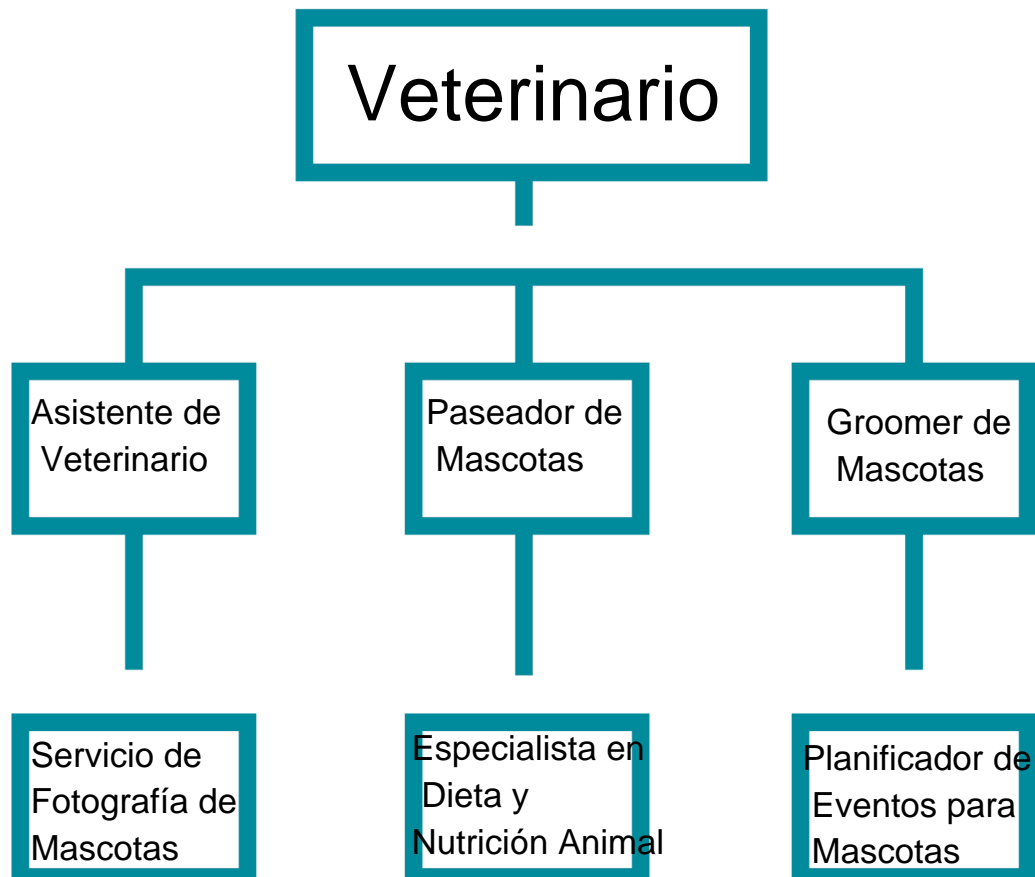 Veterinario
Asistente de
Veterinario
Paseador de
Mascotas
Groomer de
Mascotas
Servicio de
Fotografía de
Mascotas
Especialista en
Dieta y
Nutrición Animal
Planificador de
Eventos para
Mascotas